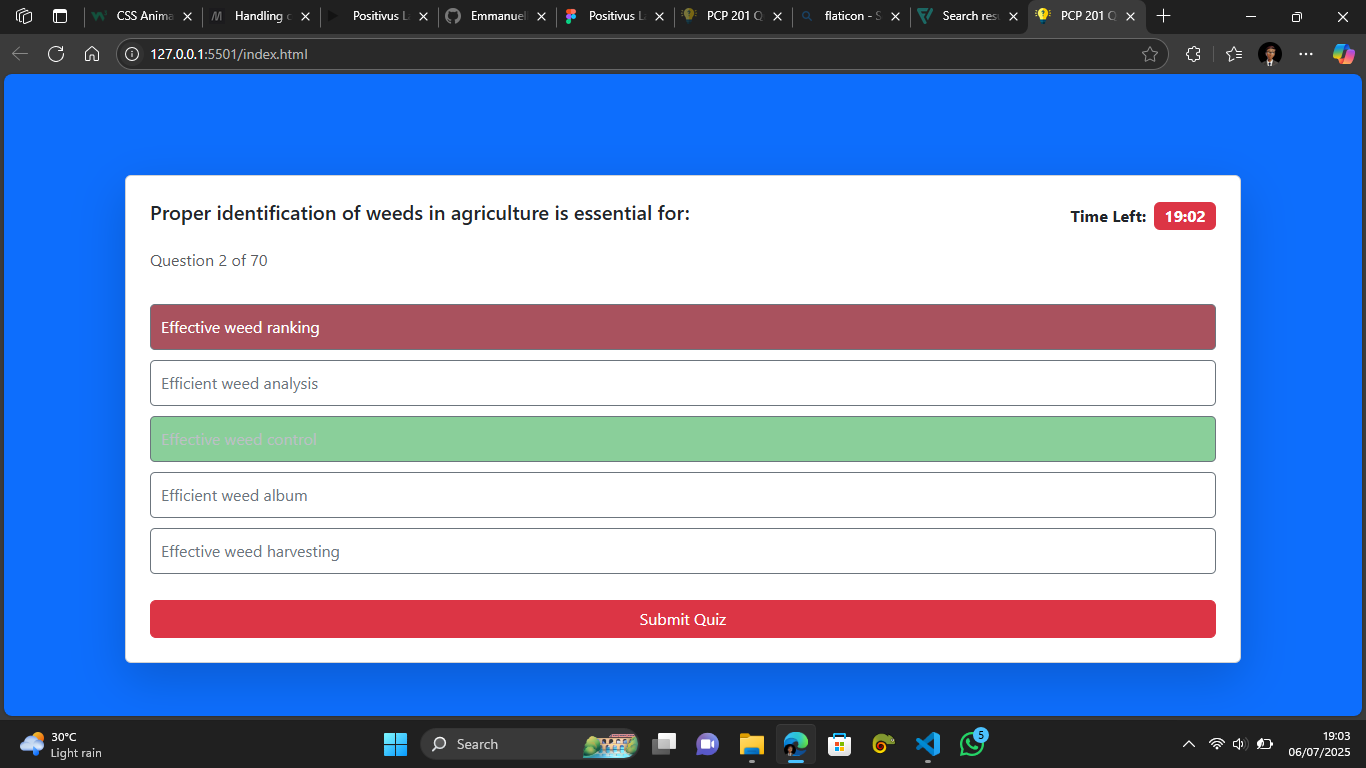 CSS Anima
Handling c
Positivus La
Emmanuel
Positivus La
PCP 201 Q
flaticon - S
Search resu
PCP 201 Q
127.0.0.1:5501/index.html
Proper identification of weeds in agriculture is essential for:
Time Left: 19:02
Question 2 of 70
Effective weed ranking
Efficient weed analysis
Effective weed control
Efficient weed album
Effective weed harvesting
Submit Quiz
30°C
Light rain
Search
5
19:03
06/07/2025